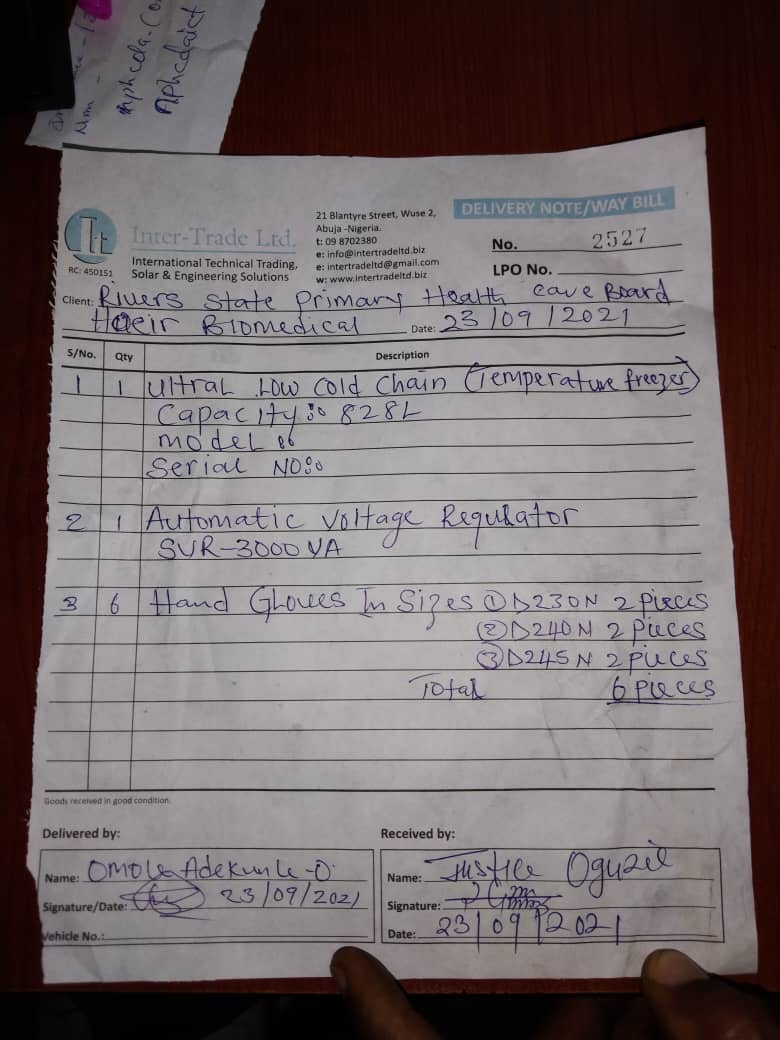 nphcda.co
nphcdaict
DELIVERY NOTE/WAY BILL
Inter-Trade Ltd.
International Technical Trading,
Solar & Engineering Solutions
RC: 450151
21 Blantyre Street, Wuse 2,
Abuja -Nigeria.
t: 09 8702380
e: info@intertradeltd.biz
e: intertradeltd@gmail.com
w: www.intertradeltd.biz
No. 2527
LPO No.
Client: Rivers State Primary Health Cave Board
Haeir Biomedical Date: 23/09/2021
S/No. Qty Description
1 1 Ultral Low Cold Chain (Temperature freezer)
Capacity: 828L
Model
Serial NO:
2 1 Automatic Voltage Regulator
SVR-3000VA
3 6 Hand Gloves In Sizes ① D230N 2 pieces
② D240N 2 pieces
③ D245N 2 pieces
Total 6 pieces
Goods received in good condition.
Delivered by:
Name: Omole Adekunle-O.
Signature/Date: 23/09/2021
Vehicle No.:
Received by:
Name: Justice
Signature:
Date: 23/09/2021